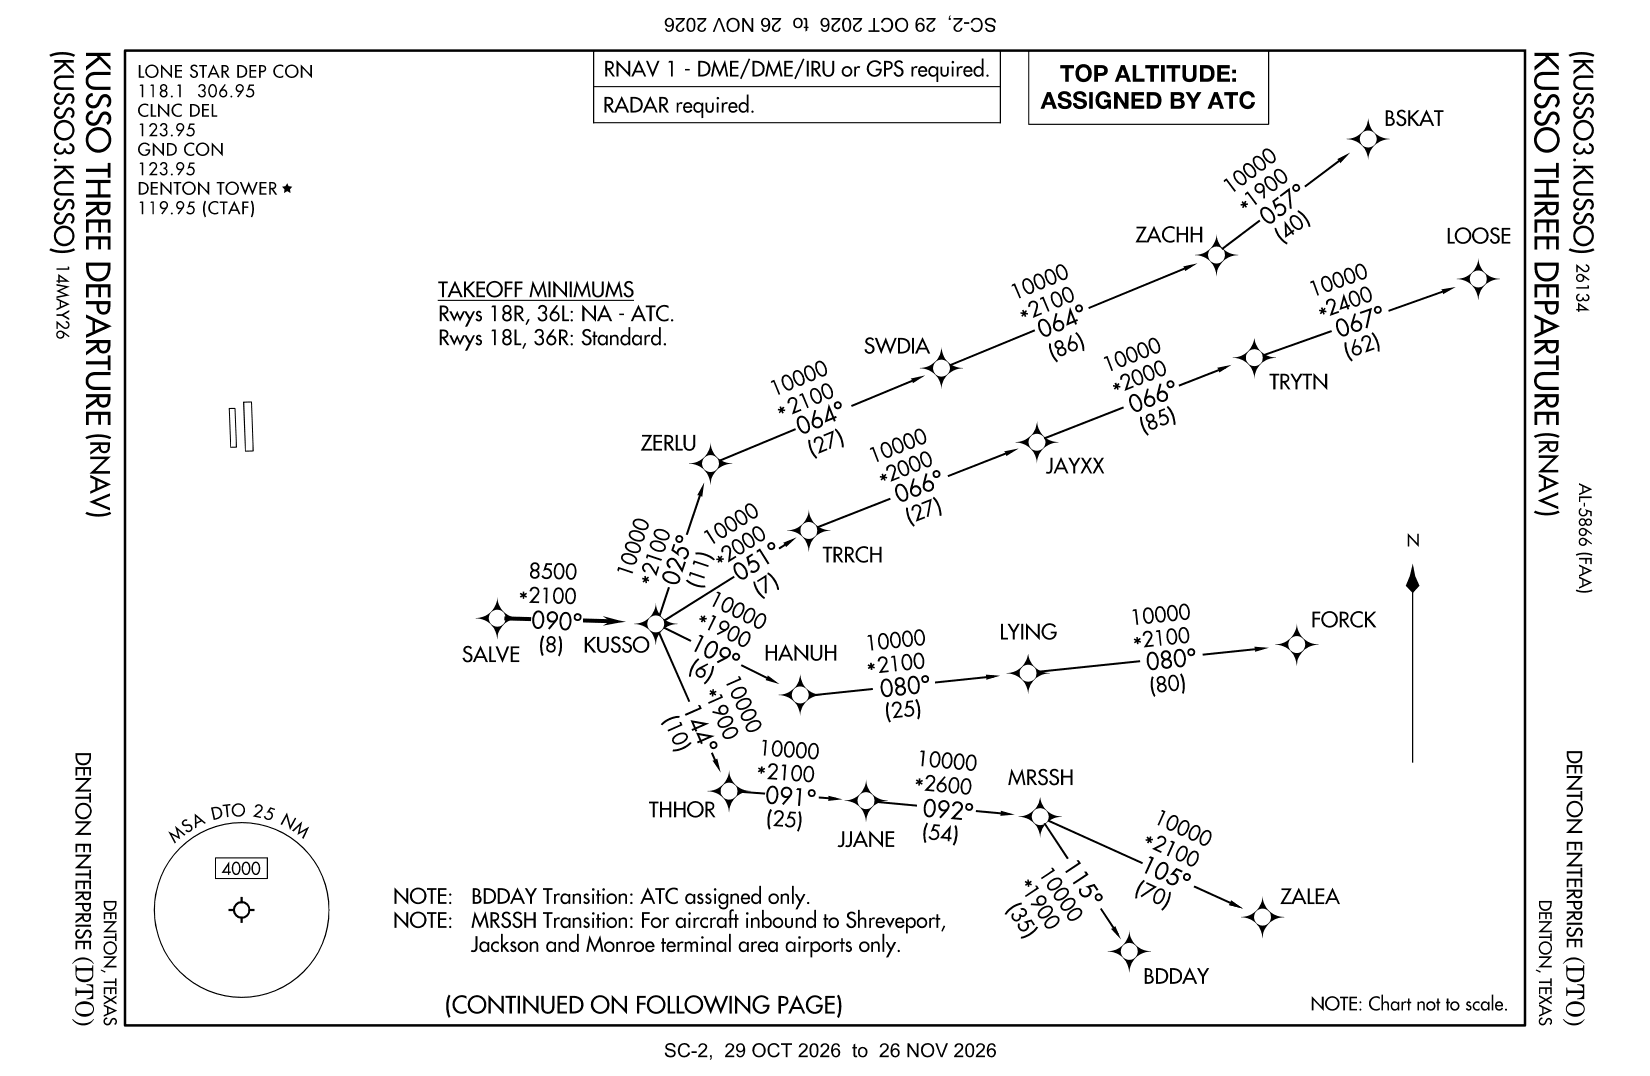 SC-2, 29 OCT 2026 to 26 NOV 2026
KUSSO THREE DEPARTURE (RNAV)
(KUSSO3.KUSSO) 14MAY26
DENTON ENTERPRISE (DTO)
DENTON, TEXAS
LONE STAR DEP CON
118.1 306.95
CLNC DEL
123.95
GND CON
123.95
DENTON TOWER ★
119.95 (CTAF)
RNAV 1 - DME/DME/IRU or GPS required.
RADAR required.
TOP ALTITUDE:
ASSIGNED BY ATC
TAKEOFF MINIMUMS
Rwys 18R, 36L: NA - ATC.
Rwys 18L, 36R: Standard.
BSKAT
10000
*1900
057°
(40)
ZACHH
LOOSE
10000
*2100
064°
(86)
10000
*2400
067°
(62)
SWDIA
TRYTN
10000
*2100
064°
(27)
10000
*2000
066°
(85)
ZERLU
JAYXX
10000
*2000
066°
(27)
10000
*2100
025°
(11)
10000
*2000
051°
(7)
TRRCH
N
8500
*2100
090°
(8)
SALVE
KUSSO
10000
*1900
109°
(6)
HANUH
10000
*2100
080°
(25)
LYING
10000
*2100
080°
(80)
FORCK
10000
*1900
144°
(10)
THHOR
10000
*2100
091°
(25)
JJANE
10000
*2600
092°
(54)
MRSSH
10000
*2100
105°
(70)
ZALEA
115°
10000
*1900
(35)
BDDAY
MSA DTO 25 NM
4000
NOTE: BDDAY Transition: ATC assigned only.
NOTE: MRSSH Transition: For aircraft inbound to Shreveport,
Jackson and Monroe terminal area airports only.
(CONTINUED ON FOLLOWING PAGE)
NOTE: Chart not to scale.
KUSSO THREE DEPARTURE (RNAV)
(KUSSO3.KUSSO) 26134
AL-5866 (FAA)
DENTON ENTERPRISE (DTO)
DENTON, TEXAS
SC-2, 29 OCT 2026 to 26 NOV 2026